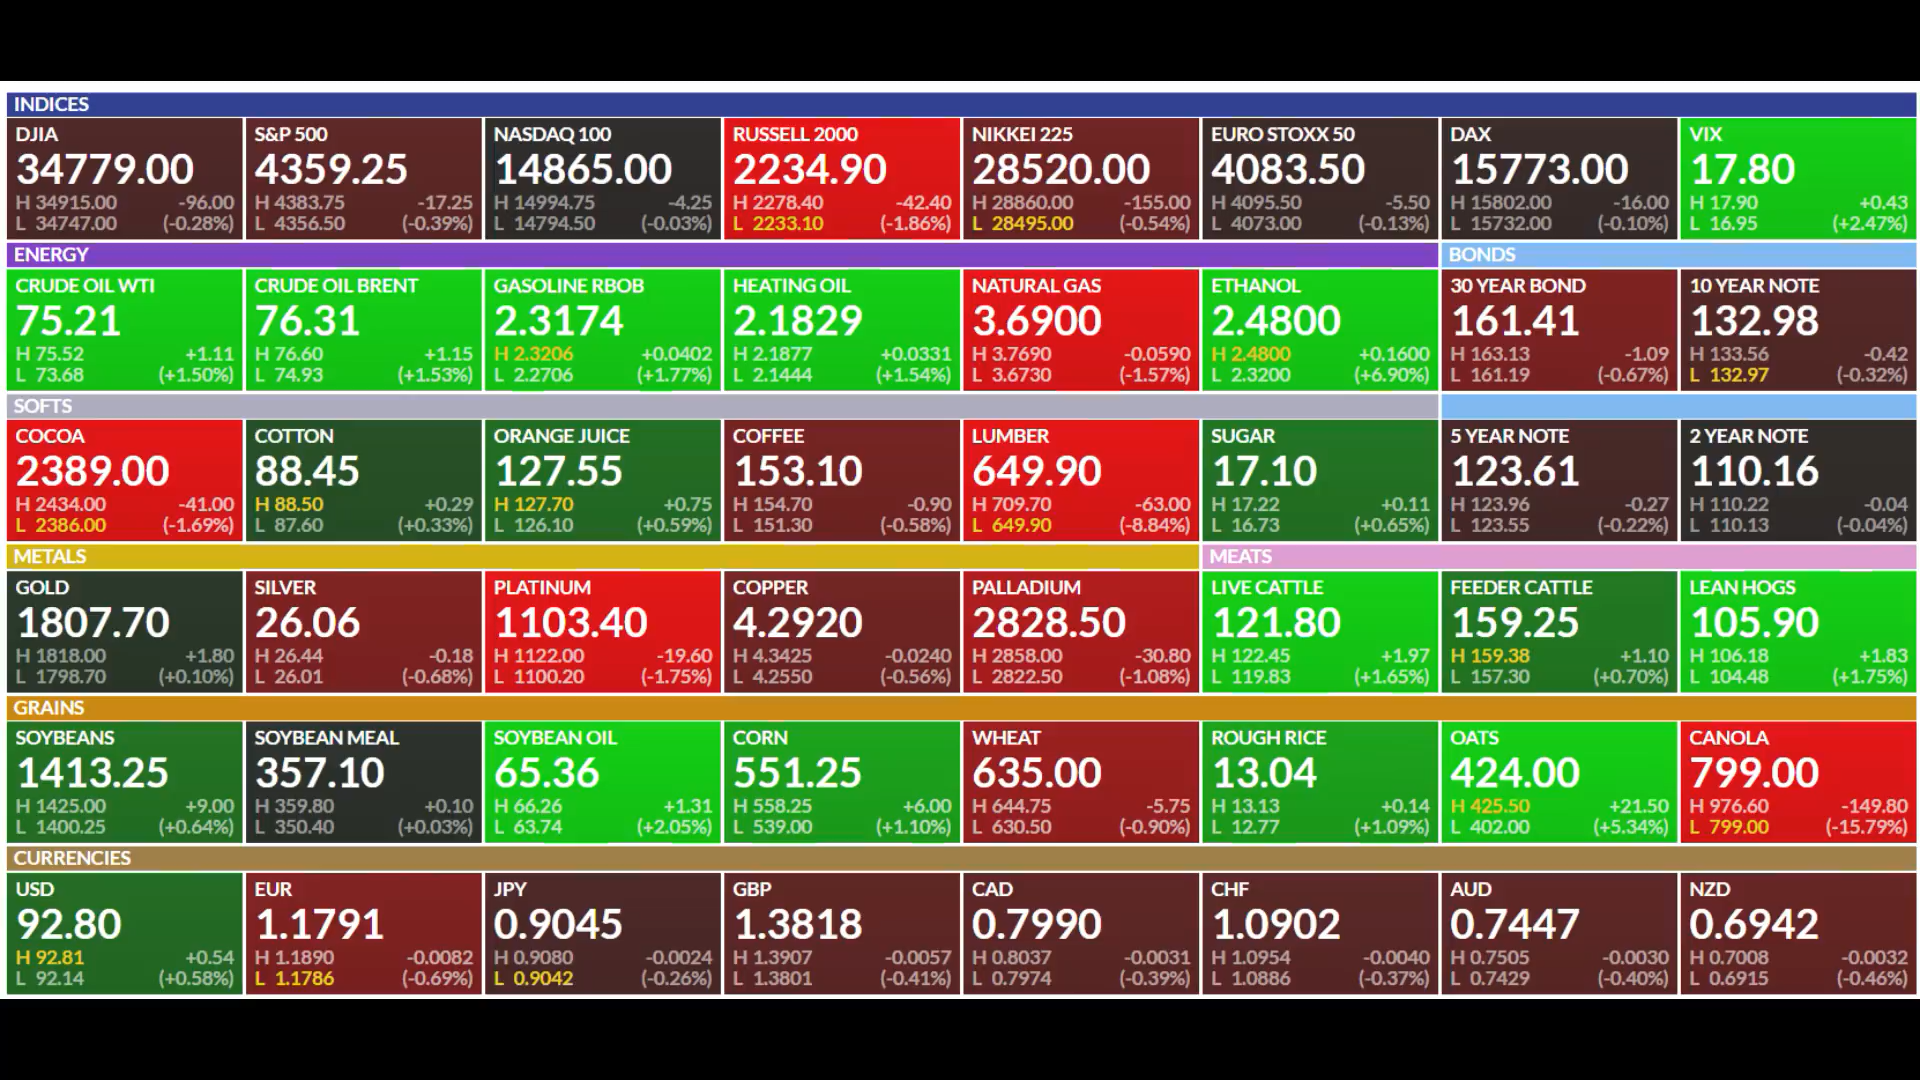 INDICES
DJIA
34779.00
H 34915.00 -96.00
L 34747.00 (-0.28%)
S&P 500
4359.25
H 4383.75 -17.25
L 4356.50 (-0.39%)
NASDAQ 100
14865.00
H 14994.75 -4.25
L 14794.50 (-0.03%)
RUSSELL 2000
2234.90
H 2278.40 -42.40
L 2233.10 (-1.86%)
NIKKEI 225
28520.00
H 28860.00 -155.00
L 28495.00 (-0.54%)
EURO STOXX 50
4083.50
H 4095.50 -5.50
L 4073.00 (-0.13%)
DAX
15773.00
H 15802.00 -16.00
L 15732.00 (-0.10%)
VIX
17.80
H 17.90 +0.43
L 16.95 (+2.47%)
ENERGY
CRUDE OIL WTI
75.21
H 75.52 +1.11
L 73.68 (+1.50%)
CRUDE OIL BRENT
76.31
H 76.60 +1.15
L 74.93 (+1.53%)
GASOLINE RBOB
2.3174
H 2.3206 +0.0402
L 2.2706 (+1.77%)
HEATING OIL
2.1829
H 2.1877 +0.0331
L 2.1444 (+1.54%)
NATURAL GAS
3.6900
H 3.7690 -0.0590
L 3.6730 (-1.57%)
ETHANOL
2.4800
H 2.4800 +0.1600
L 2.3200 (+6.90%)
BONDS
30 YEAR BOND
161.41
H 163.13 -1.09
L 161.19 (-0.67%)
10 YEAR NOTE
132.98
H 133.56 -0.42
L 132.97 (-0.32%)
SOFTS
COCOA
2389.00
H 2434.00 -41.00
L 2386.00 (-1.69%)
COTTON
88.45
H 88.50 +0.29
L 87.60 (+0.33%)
ORANGE JUICE
127.55
H 127.70 +0.75
L 126.10 (+0.59%)
COFFEE
153.10
H 154.70 -0.90
L 151.30 (-0.58%)
LUMBER
649.90
H 709.70 -63.00
L 649.90 (-8.84%)
SUGAR
17.10
H 17.22 +0.11
L 16.73 (+0.65%)
5 YEAR NOTE
123.61
H 123.96 -0.27
L 123.55 (-0.22%)
2 YEAR NOTE
110.16
H 110.22 -0.04
L 110.13 (-0.04%)
METALS
GOLD
1807.70
H 1818.00 +1.80
L 1798.70 (+0.10%)
SILVER
26.06
H 26.44 -0.18
L 26.01 (-0.68%)
PLATINUM
1103.40
H 1122.00 -19.60
L 1100.20 (-1.75%)
COPPER
4.2920
H 4.3425 -0.0240
L 4.2550 (-0.56%)
PALLADIUM
2828.50
H 2858.00 -30.80
L 2822.50 (-1.08%)
MEATS
LIVE CATTLE
121.80
H 122.45 +1.97
L 119.83 (+1.65%)
FEEDER CATTLE
159.25
H 159.38 +1.10
L 157.30 (+0.70%)
LEAN HOGS
105.90
H 106.18 +1.83
L 104.48 (+1.75%)
GRAINS
SOYBEANS
1413.25
H 1425.00 +9.00
L 1400.25 (+0.64%)
SOYBEAN MEAL
357.10
H 359.80 +0.10
L 350.40 (+0.03%)
SOYBEAN OIL
65.36
H 66.26 +1.31
L 63.74 (+2.05%)
CORN
551.25
H 558.25 +6.00
L 539.00 (+1.10%)
WHEAT
635.00
H 644.75 -5.75
L 630.50 (-0.90%)
ROUGH RICE
13.04
H 13.13 +0.14
L 12.77 (+1.09%)
OATS
424.00
H 425.50 +21.50
L 402.00 (+5.34%)
CANOLA
799.00
H 976.60 -149.80
L 799.00 (-15.79%)
CURRENCIES
USD
92.80
H 92.81 +0.54
L 92.14 (+0.58%)
EUR
1.1791
H 1.1890 -0.0082
L 1.1786 (-0.69%)
JPY
0.9045
H 0.9080 -0.0024
L 0.9042 (-0.26%)
GBP
1.3818
H 1.3907 -0.0057
L 1.3801 (-0.41%)
CAD
0.7990
H 0.8037 -0.0031
L 0.7974 (-0.39%)
CHF
1.0902
H 1.0954 -0.0040
L 1.0886 (-0.37%)
AUD
0.7447
H 0.7505 -0.0030
L 0.7429 (-0.40%)
NZD
0.6942
H 0.7008 -0.0032
L 0.6915 (-0.46%)